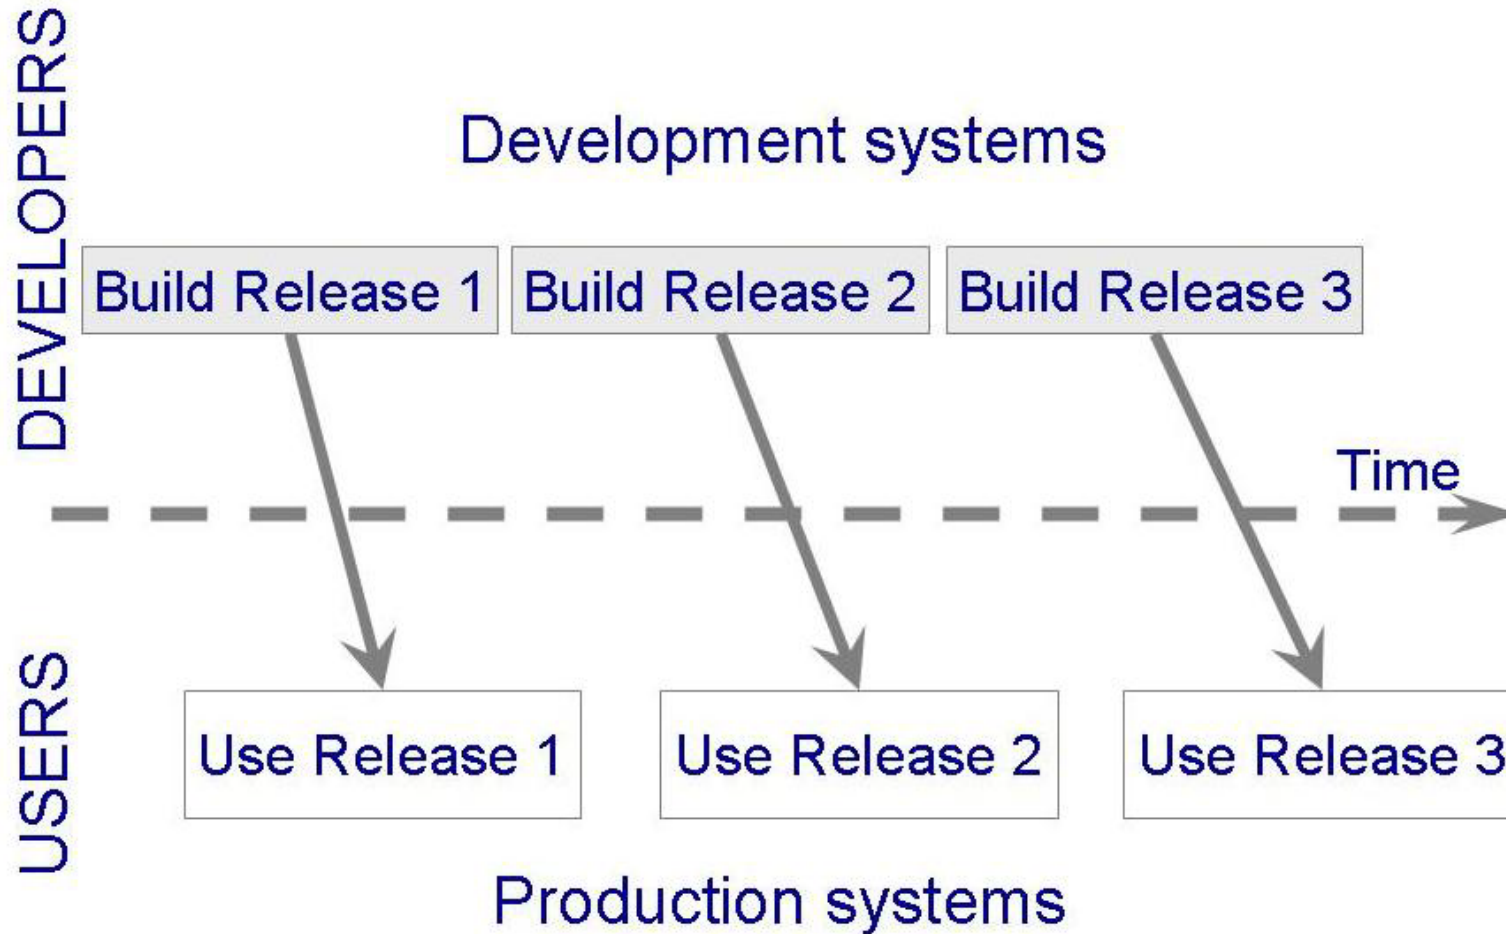 DEVELOPERS
Development systems
Build Release 1
Build Release 2
Build Release 3
Time
USERS
Use Release 1
Use Release 2
Use Release 3
Production systems